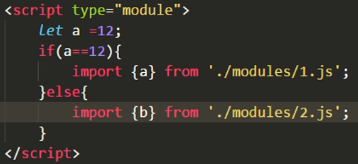 <script type="module">
let a =12;
if(a==12){
import {a} from './modules/1.js';
}else{
import {b} from './modules/2.js';
}
</script>